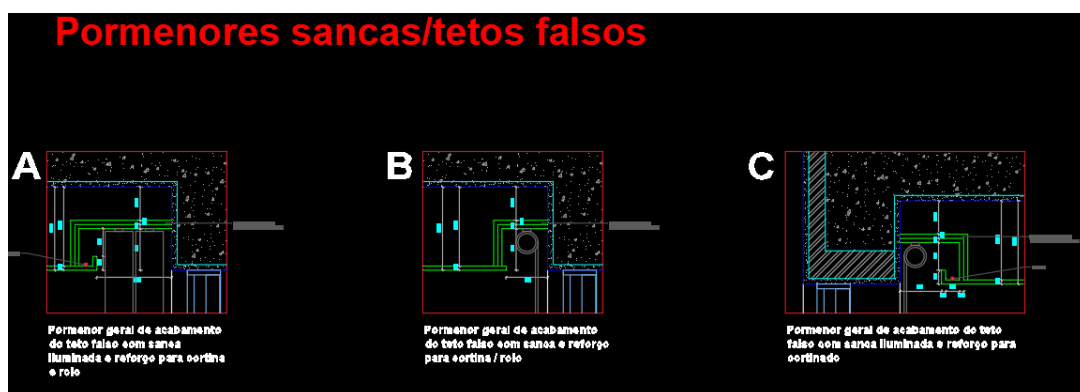 Pormenores sancas/tetos falsos
A
B
C
Pormenor geral de acabamento
do teto falso com sanca
iluminada e reforço para cortina
e rolo
Pormenor geral de acabamento
do teto falso com sanca e reforço
para cortina / rolo
Pormenor geral de acabamento do teto
falso com sanca iluminada e reforço para
cortinado